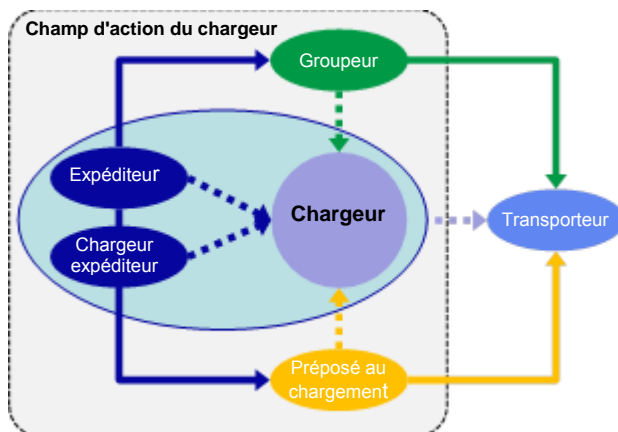 Champ d'action du chargeur
Groupeur
Expéditeur
Chargeur
expéditeur
Chargeur
Transporteur
Préposé au
chargement